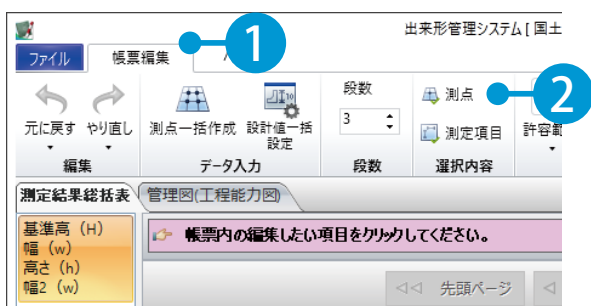 出来形管理システム [ 国土
ファイル 帳票編集
1
元に戻す やり直し 測点一括作成 設計値一括設定 段数 3 測点 測定項目 許容範
2
編集 データ入力 段数 選択内容
測定結果総括表 管理図(工程能力図)
基準高 (H)
幅 (w)
高さ (h)
幅2 (w)
帳票内の編集したい項目をクリックしてください。
先頭ページ